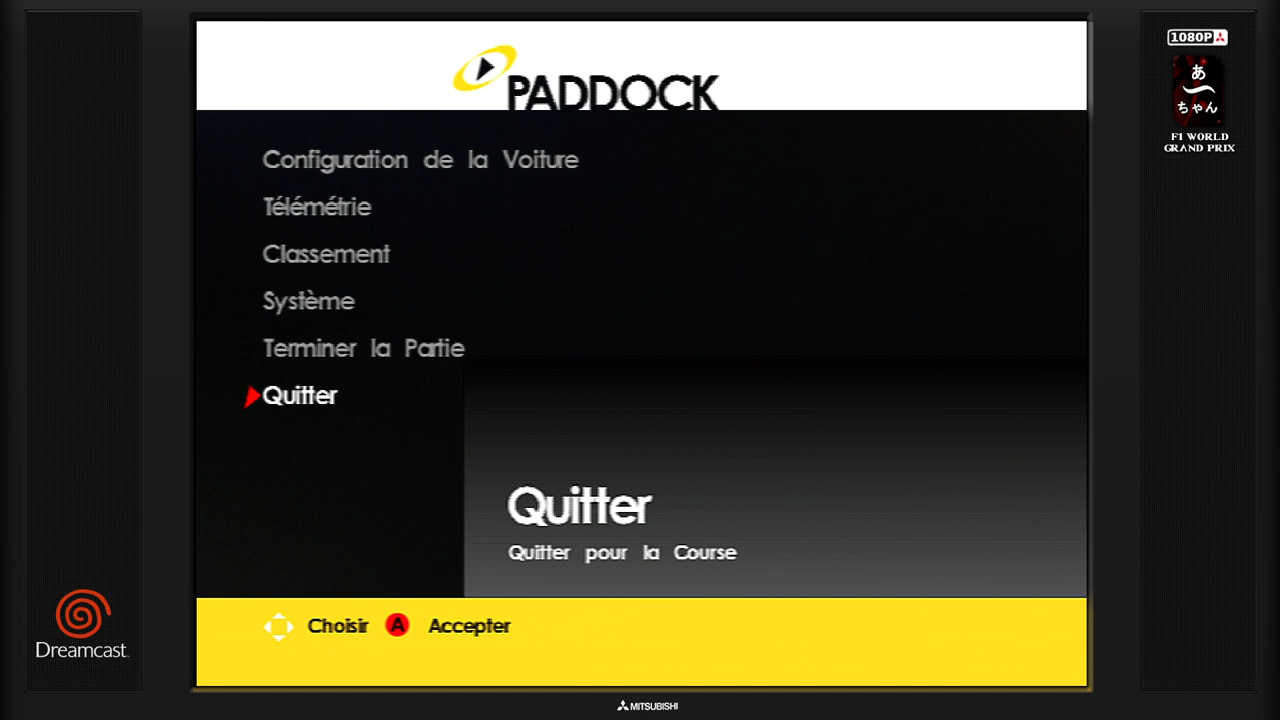 PADDOCK
Configuration de la Voiture
Télémétrie
Classement
Système
Terminer la Partie
Quitter
Quitter
Quitter pour la Course
Choisir A Accepter
1080P
あ
ー
ちゃん
F1 WORLD
GRAND PRIX
Dreamcast
MITSUBISHI